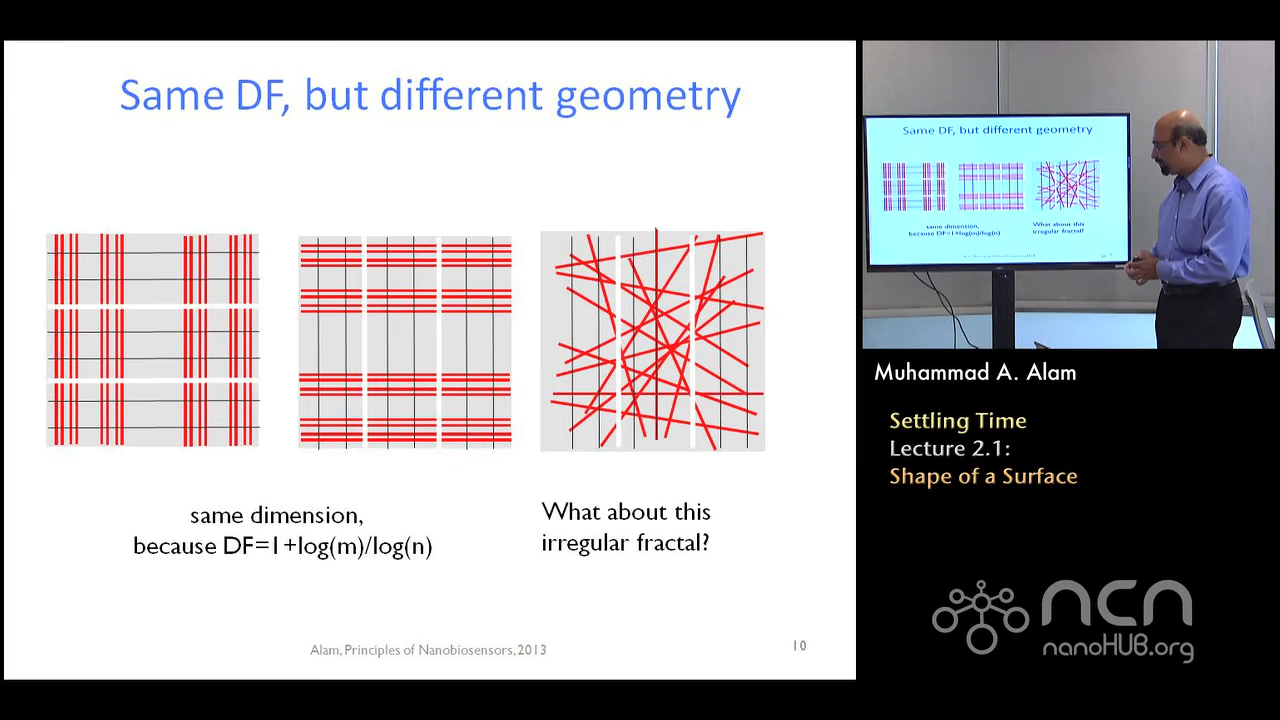 Same DF, but different geometry
same dimension,
because DF=1+log(m)/log(n)
What about this
irregular fractal?
Alam, Principles of Nanobiosensors, 2013
10
Same DF, but different geometry
same dimension,
because DF=1+log(m)/log(n)
What about this
irregular fractal?
Muhammad A. Alam
Settling Time
Lecture 2.1:
Shape of a Surface
ncn
nanoHUB.org